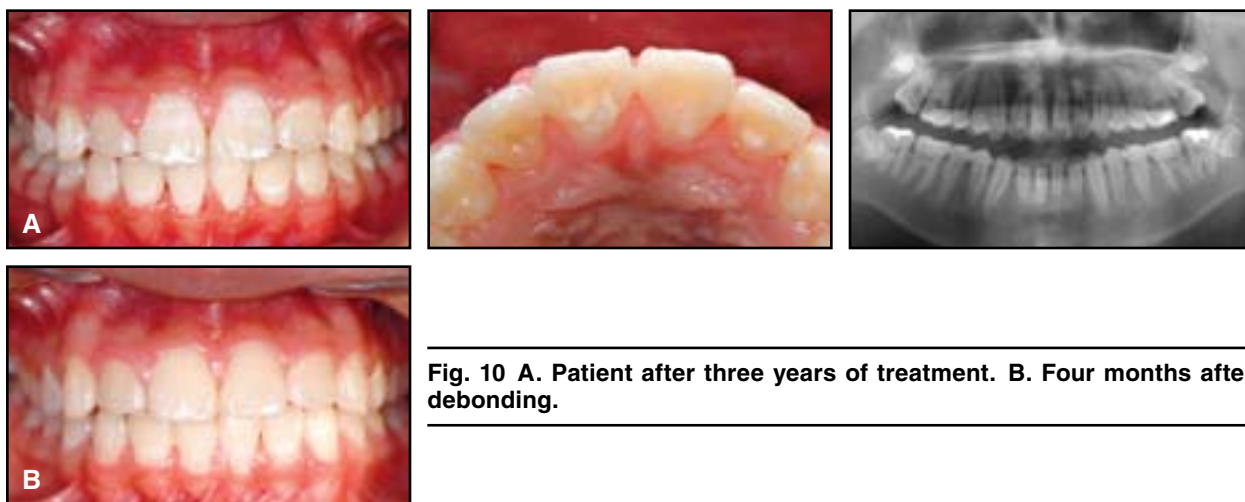 A
B
Fig. 10 A. Patient after three years of treatment. B. Four months afte
debonding.